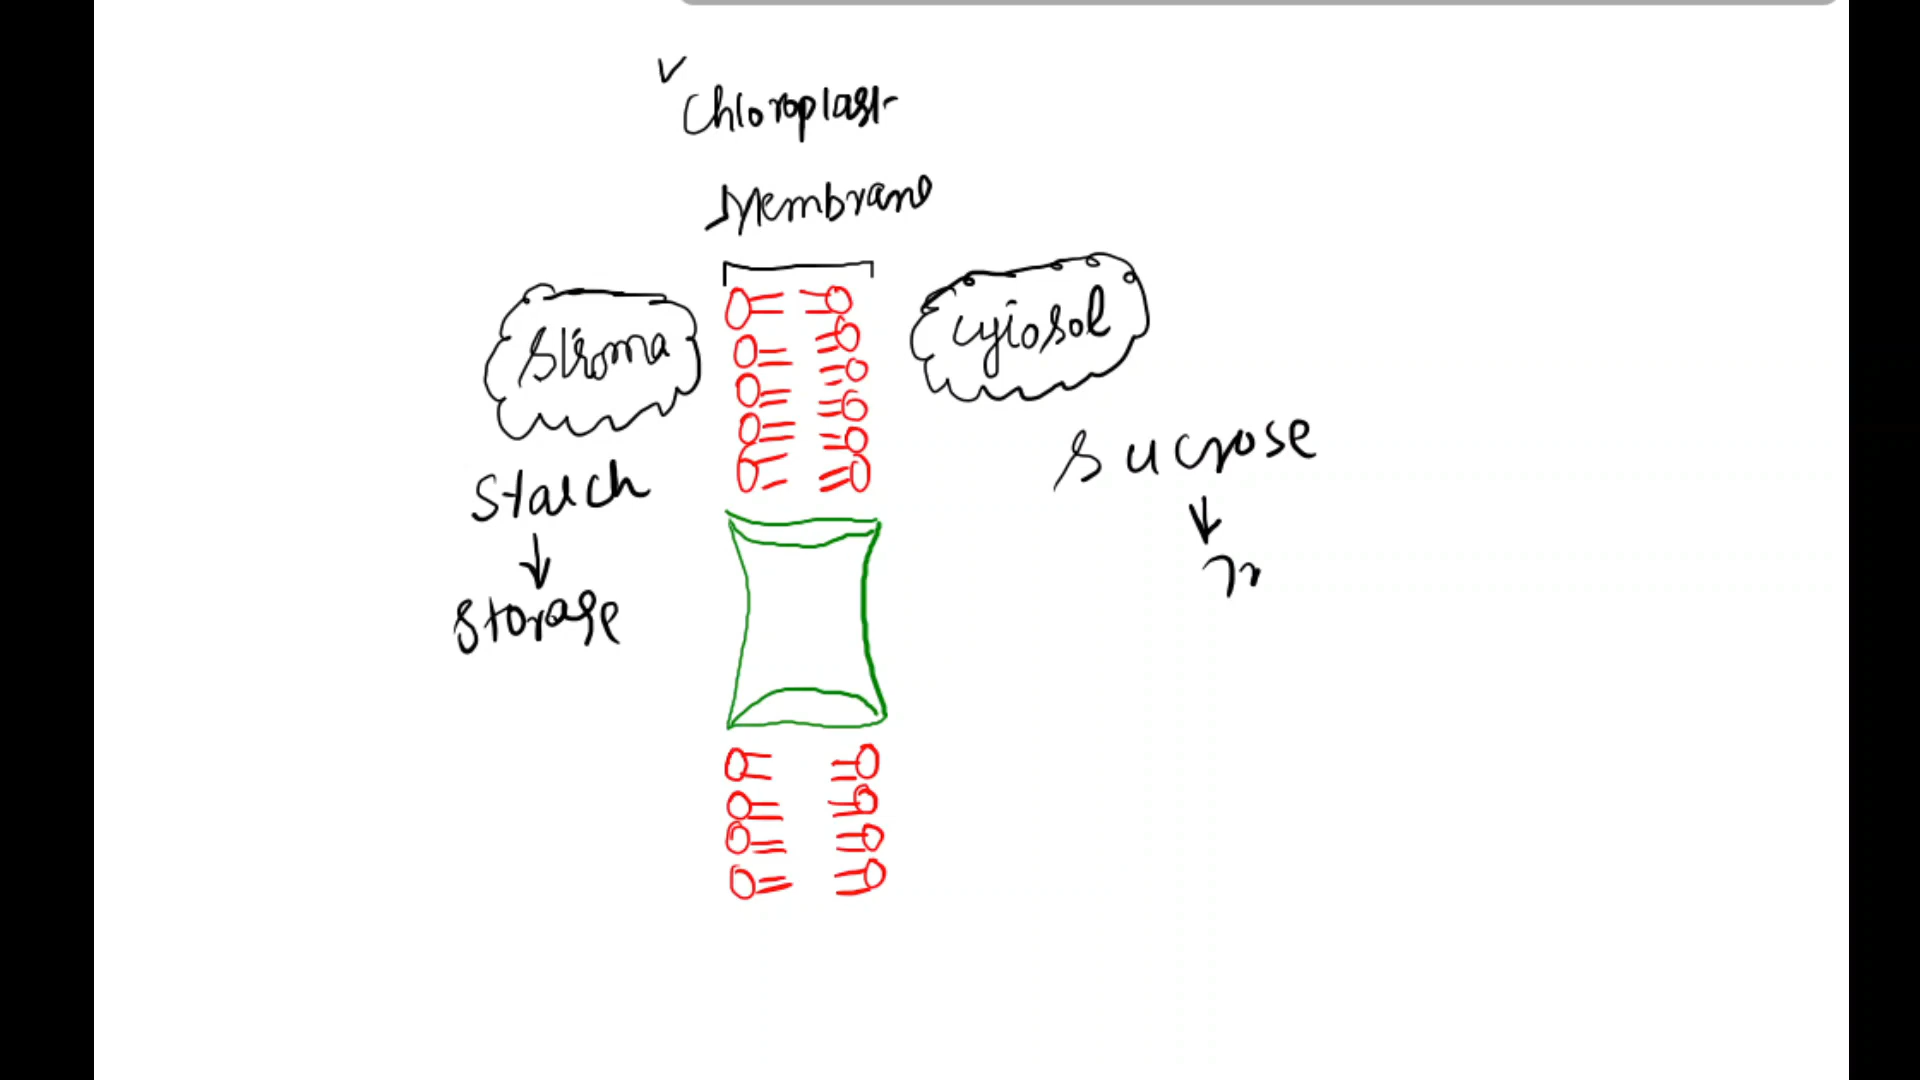 Chloroplast
Membrane
Stroma
Cytosol
Sucrose
Starch
Storage